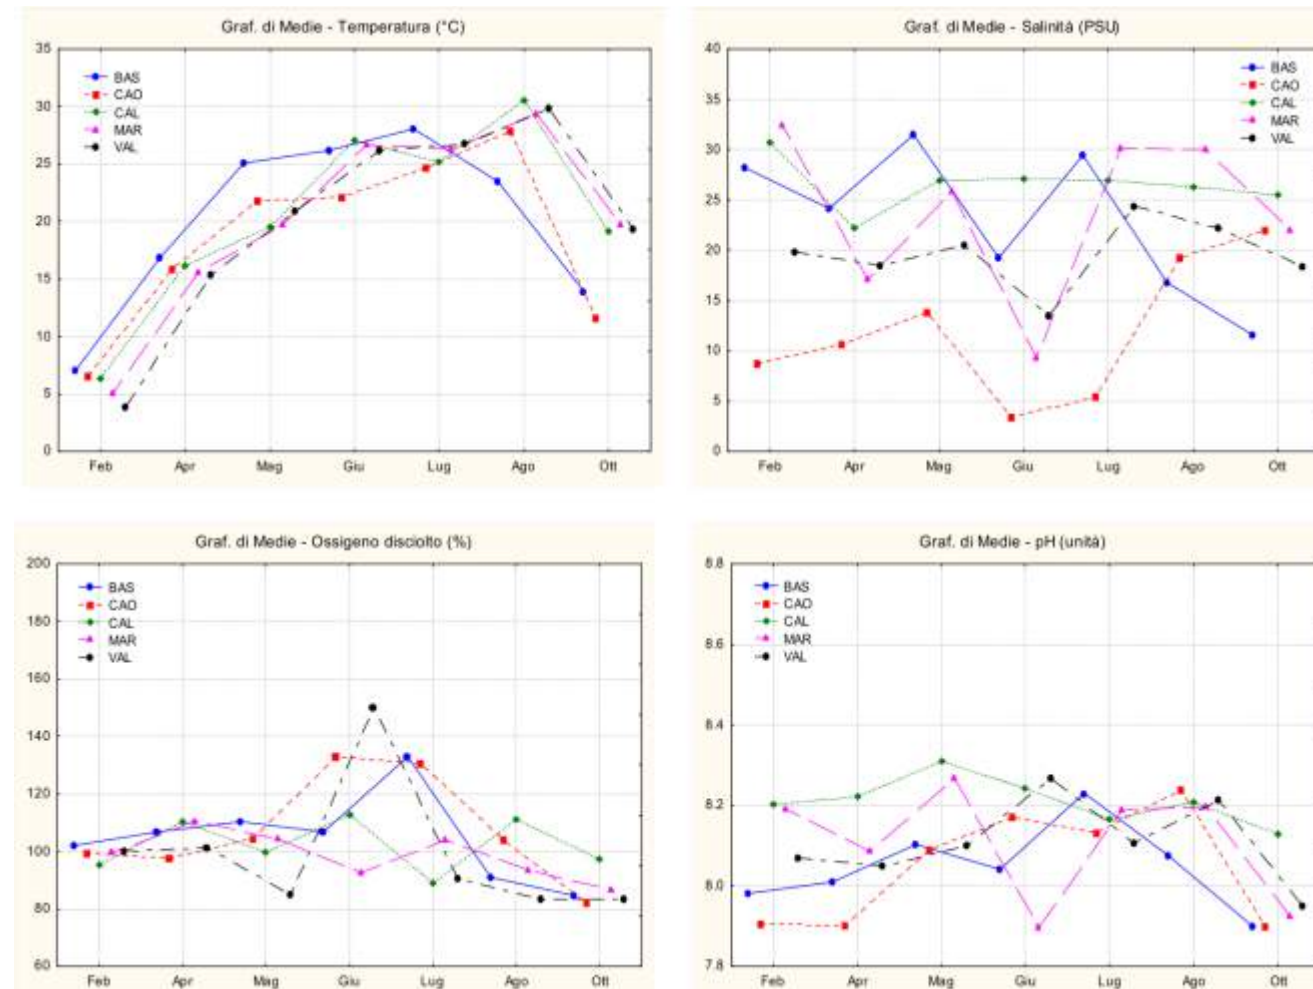 Graf. di Medie - Temperatura (°C)
35
30
25
20
15
10
5
0
BAS
CAO
CAL
MAR
VAL
Feb Apr Mag Giu Lug Ago Ott
Graf. di Medie - Salinità (PSU)
40
35
30
25
20
15
10
5
0
BAS
CAO
CAL
MAR
VAL
Feb Apr Mag Giu Lug Ago Ott
Graf. di Medie - Ossigeno disciolto (%)
200
180
160
140
120
100
80
60
BAS
CAO
CAL
MAR
VAL
Feb Apr Mag Giu Lug Ago Ott
Graf. di Medie - pH (unità)
8.8
8.6
8.4
8.2
8.0
7.8
BAS
CAO
CAL
MAR
VAL
Feb Apr Mag Giu Lug Ago Ott